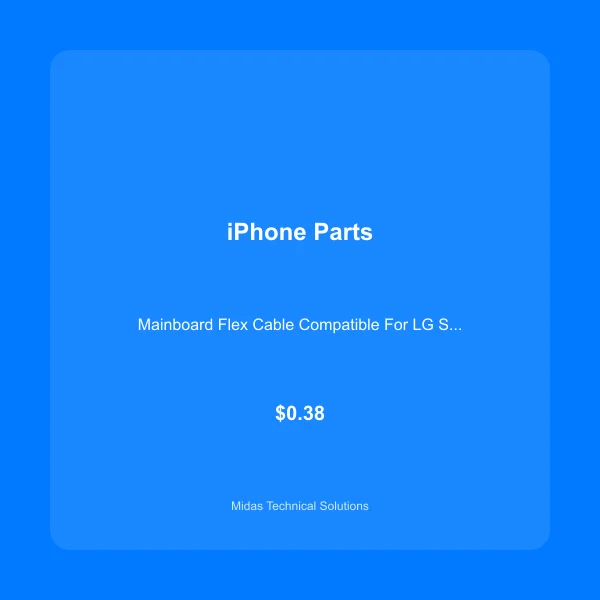 iPhone Parts
Mainboard Flex Cable Compatible For LG S...
$0.38
Midas Technical Solutions